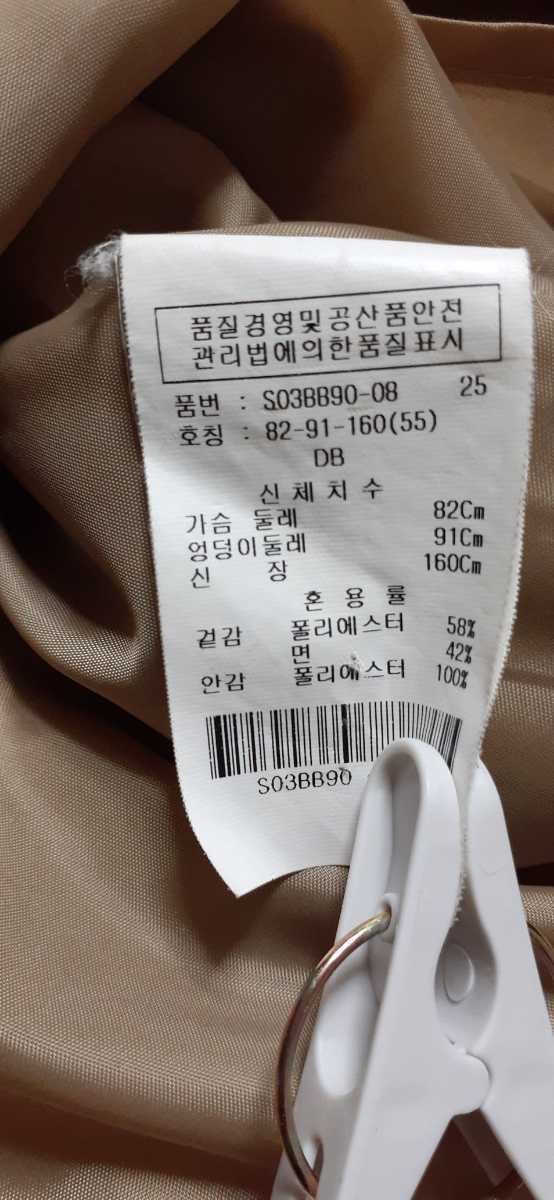 품질경영및공산품안전
관리법에의한품질표시
품번 : S03BB90-08 25
호칭 : 82-91-160(55)
DB
신 체 치 수
가슴 둘레 82Cm
엉덩이둘레 91Cm
신 장 160Cm
혼 용 률
겉감 폴리에스터 58%
면 42%
안감 폴리에스터 100%
S03BB90